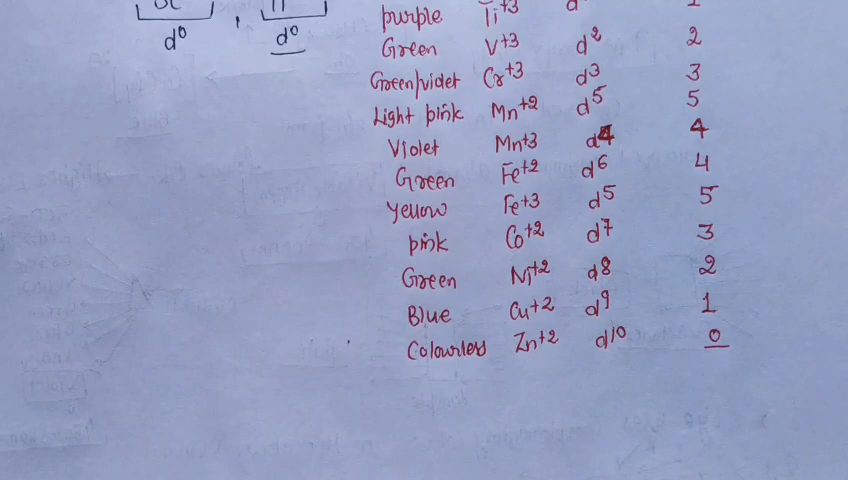 d⁰ , d⁰
purple Ti+3 d 1
Green V+3 d2 2
Green/violet Cr+3 d3 3
Light pink Mn+2 d5 5
Violet Mn+3 d4 4
Green Fe+2 d6 4
Yellow Fe+3 d5 5
pink Co+2 d7 3
Green Ni+2 d8 2
Blue Cu+2 d9 1
Colourless Zn+2 d10 0